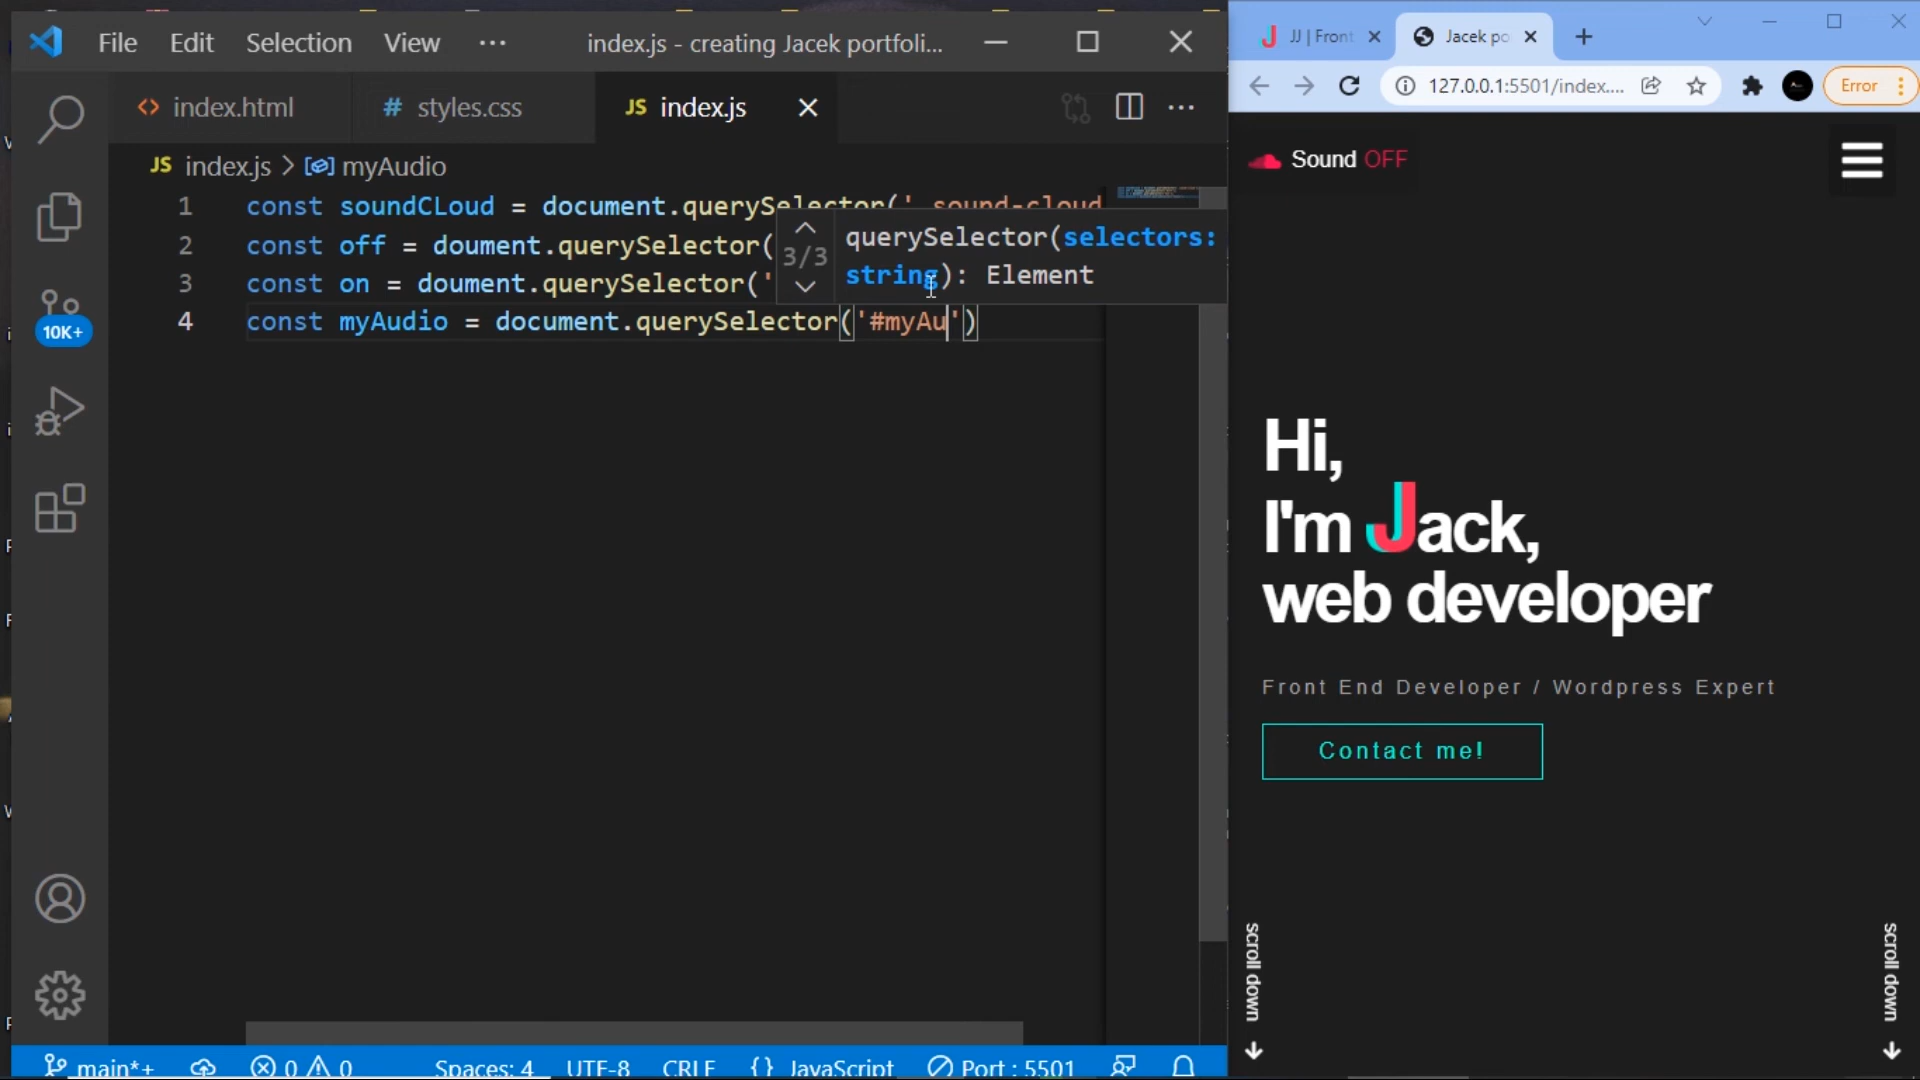 File Edit Selection View ··· index.js - creating Jacek portfoli...
index.html styles.css JS index.js
JS index.js > myAudio
1 const soundCLoud = document.querySelector('.sound-cloud
2 const off = doument.querySelector(
3 const on = doument.querySelector('
4 const myAudio = document.querySelector('#myAu')
3/3
querySelector(selectors:
string): Element
10K+
main*+ 0 0 Spaces: 4 UTF-8 CRLF {} JavaScript Port : 5501
JJ | Front Jacek po
127.0.0.1:5501/index.... Error
Sound OFF
Hi,
I'm Jack,
web developer
Front End Developer / Wordpress Expert
Contact me!
scroll down
scroll down